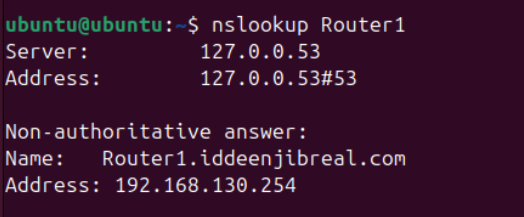 ubuntu@ubuntu:~$ nslookup Router1
Server:         127.0.0.53
Address:        127.0.0.53#53

Non-authoritative answer:
Name:   Router1.iddeenjibreal.com
Address: 192.168.130.254